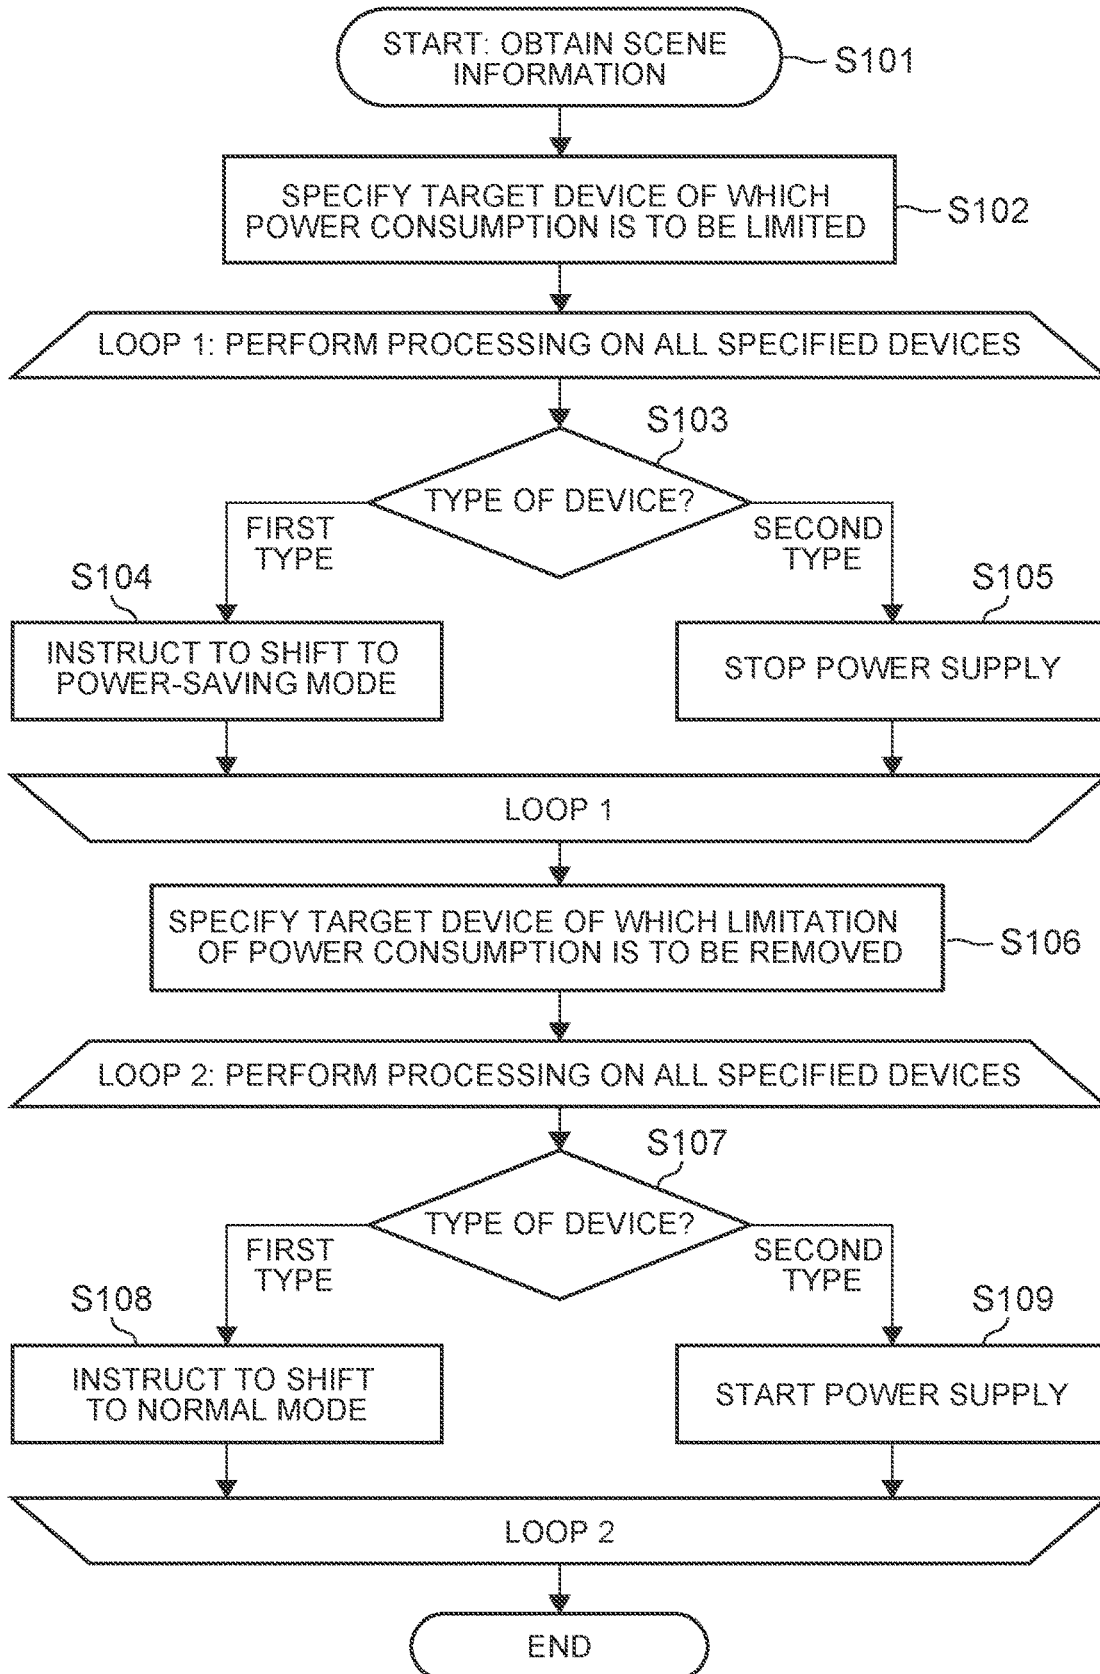 START: OBTAIN SCENE
INFORMATION
S101
SPECIFY TARGET DEVICE OF WHICH
POWER CONSUMPTION IS TO BE LIMITED
S102
LOOP 1: PERFORM PROCESSING ON ALL SPECIFIED DEVICES
S103
TYPE OF DEVICE?
FIRST
TYPE
SECOND
TYPE
S104
S105
INSTRUCT TO SHIFT TO
POWER-SAVING MODE
STOP POWER SUPPLY
LOOP 1
SPECIFY TARGET DEVICE OF WHICH LIMITATION
OF POWER CONSUMPTION IS TO BE REMOVED
S106
LOOP 2: PERFORM PROCESSING ON ALL SPECIFIED DEVICES
S107
TYPE OF DEVICE?
FIRST
TYPE
SECOND
TYPE
S108
S109
INSTRUCT TO SHIFT
TO NORMAL MODE
START POWER SUPPLY
LOOP 2
END